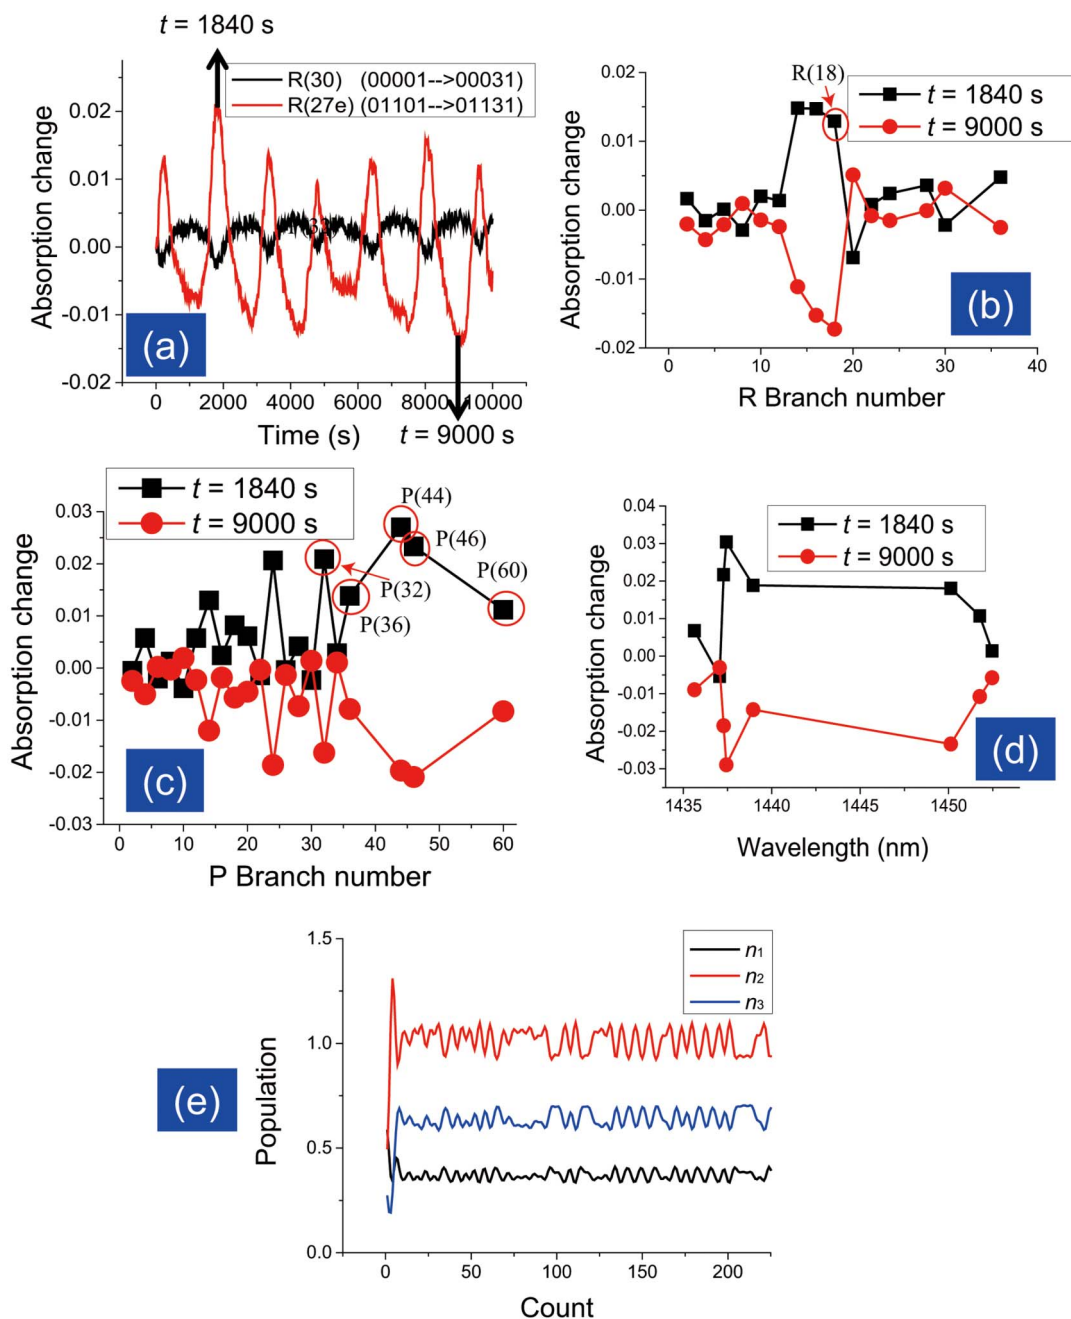 t = 1840 s
R(30) (00001-->00031)
R(27e) (01101-->01131)
0.02
0.01
0.00
-0.01
-0.02
Absorption change
0 2000 4000 6000 8000 10000
Time (s)
t = 9000 s
(a)
R(18)
t = 1840 s
t = 9000 s
0.02
0.01
0.00
-0.01
-0.02
Absorption change
0 10 20 30 40
R Branch number
(b)
t = 1840 s
t = 9000 s
P(44)
P(46)
P(60)
P(32)
P(36)
0.03
0.02
0.01
0.00
-0.01
-0.02
-0.03
Absorption change
0 10 20 30 40 50 60
P Branch number
(c)
t = 1840 s
t = 9000 s
0.04
0.03
0.02
0.01
0.00
-0.01
-0.02
-0.03
Absorption change
1435 1440 1445 1450
Wavelength (nm)
(d)
n1
n2
n3
1.5
1.0
0.5
0.0
Population
0 50 100 150 200
Count
(e)